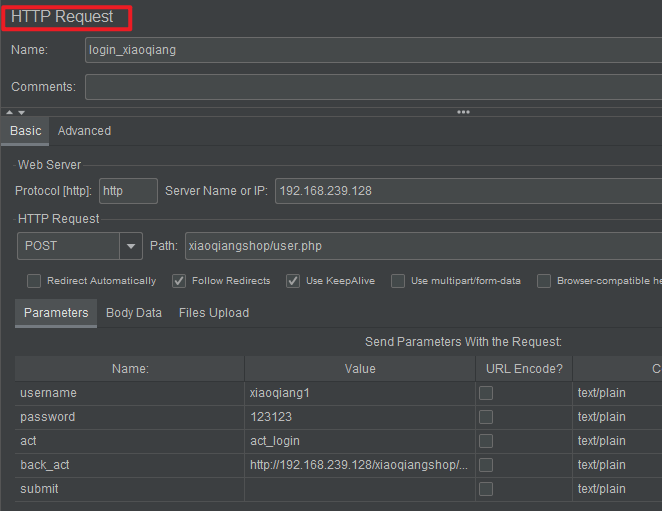 HTTP Request
Name: login_xiaoqiang
Comments:
Basic Advanced
Web Server
Protocol [http]: http Server Name or IP: 192.168.239.128
HTTP Request
POST Path: xiaoqiangshop/user.php
Redirect Automatically Follow Redirects Use KeepAlive Use multipart/form-data Browser-compatible he
Parameters Body Data Files Upload
Send Parameters With the Request:
Name: Value URL Encode? C
username xiaoqiang1 text/plain
password 123123 text/plain
act act_login text/plain
back_act http://192.168.239.128/xiaoqiangshop/... text/plain
submit text/plain